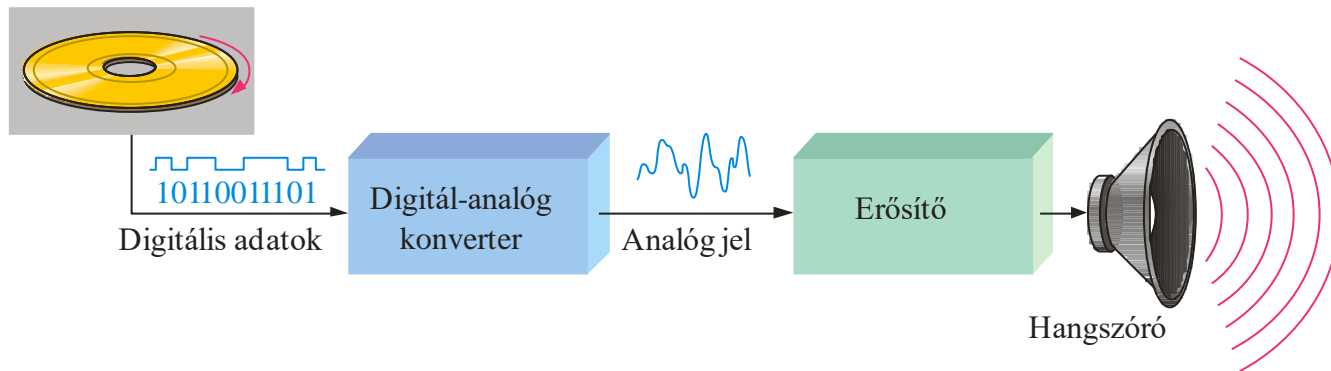 10110011101
Digitális adatok
Digitál-analóg
konverter
Analóg jel
Erősítő
Hangszóró